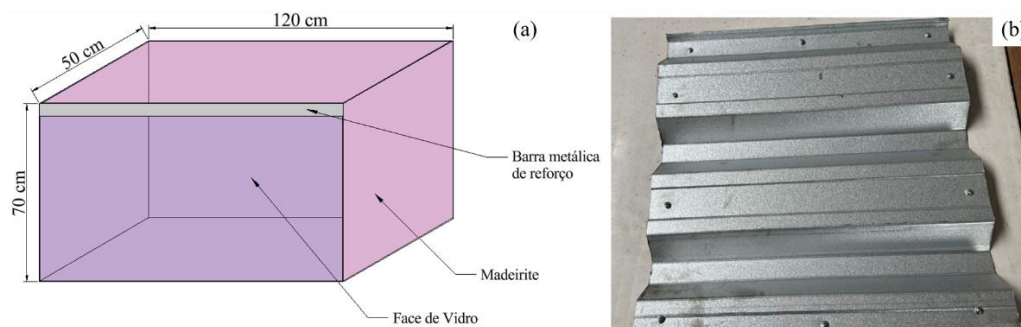 120 cm
(a)
50 cm
70 cm
Barra metálica
de reforço
Madeirite
Face de Vidro
(b)